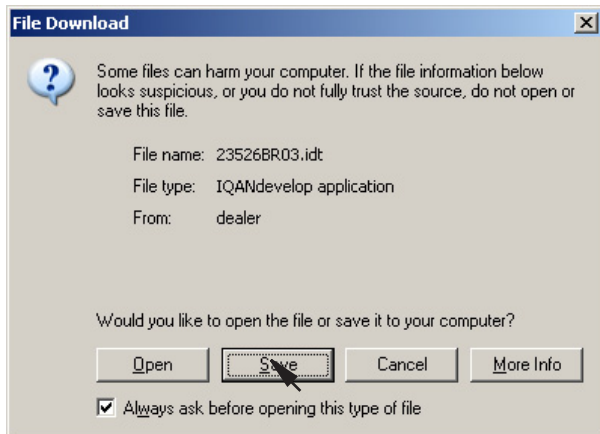 File Download
Some files can harm your computer. If the file information below
looks suspicious, or you do not fully trust the source, do not open or
save this file.
File name: 23526BR03.idt
File type: IQANdevelop application
From: dealer
Would you like to open the file or save it to your computer?
Open Save Cancel More Info
Always ask before opening this type of file